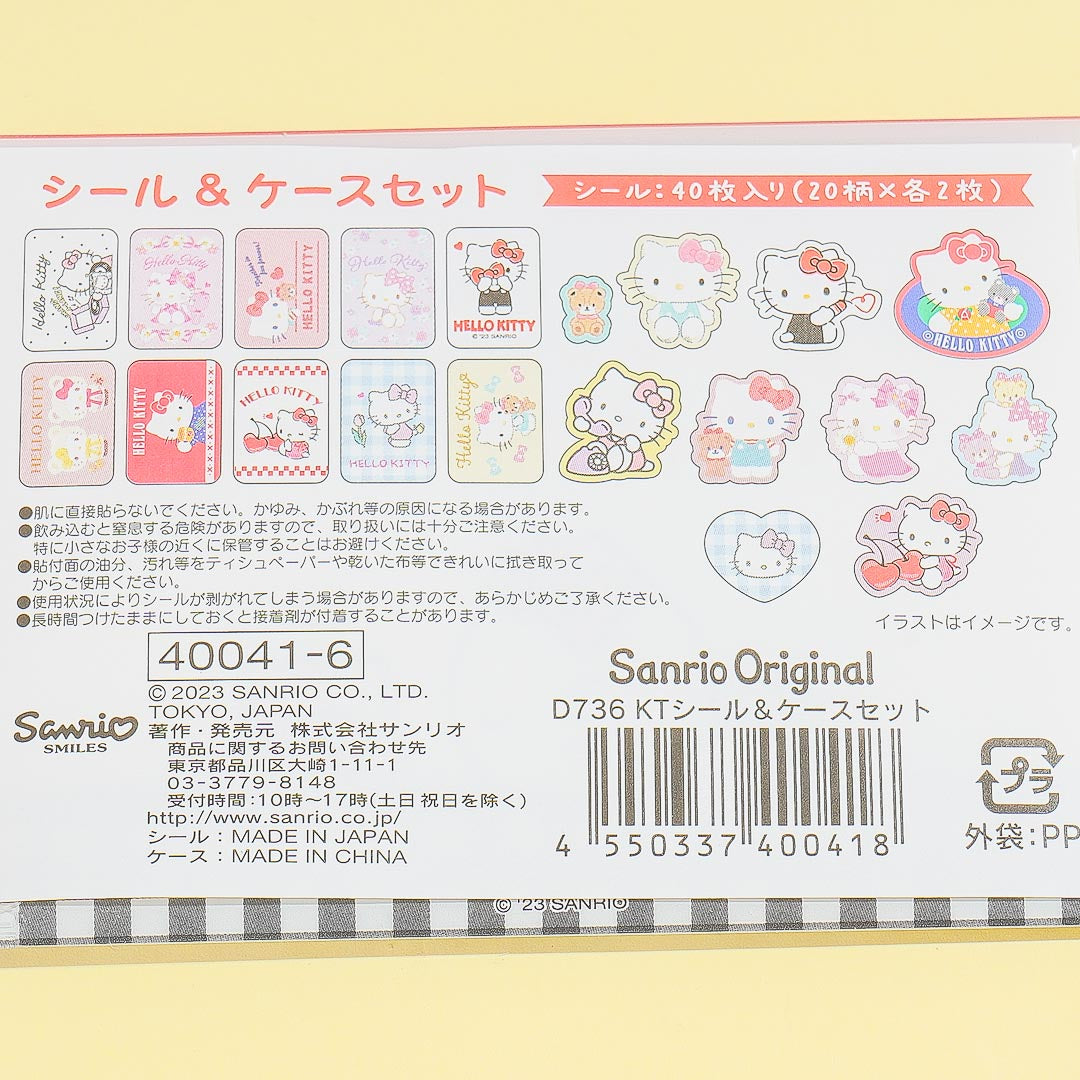 シール & ケースセット
シール：40枚入り（20柄×各2枚）
Hello Kitty
Hello Kitty
HELLO KITTY
Hello Kitty
HELLO KITTY
©'23 SANRIO
HELLO KITTY
HELLO KITTY
HELLO KITTY
HELLO KITTY
HELLO KITTY
Hello Kitty
●肌に直接貼らないでください。かゆみ、かぶれ等の原因になる場合があります。
●飲み込むと窒息する危険がありますので、取り扱いには十分ご注意ください。
特に小さなお子様の近くに保管することはお避けください。
●貼付面の油分、汚れ等をティシュペーパーや乾いた布等できれいに拭き取って
からご使用ください。
●使用状況によりシールが剥がれてしまう場合がありますので、あらかじめご了承ください。
●長時間つけたままにしておくと接着剤が付着することがあります。
イラストはイメージです。
40041-6
© 2023 SANRIO CO., LTD.
TOKYO, JAPAN
Sanrio
SMILES
著作・発売元 株式会社サンリオ
商品に関するお問い合わせ先
東京都品川区大崎1-11-1
03-3779-8148
受付時間：10時〜17時(土日祝日を除く)
http://www.sanrio.co.jp/
シール：MADE IN JAPAN
ケース：MADE IN CHINA
Sanrio Original
D736 KTシール＆ケースセット
4 550337 400418
プラ
外袋：PP
© '23 SANRIO